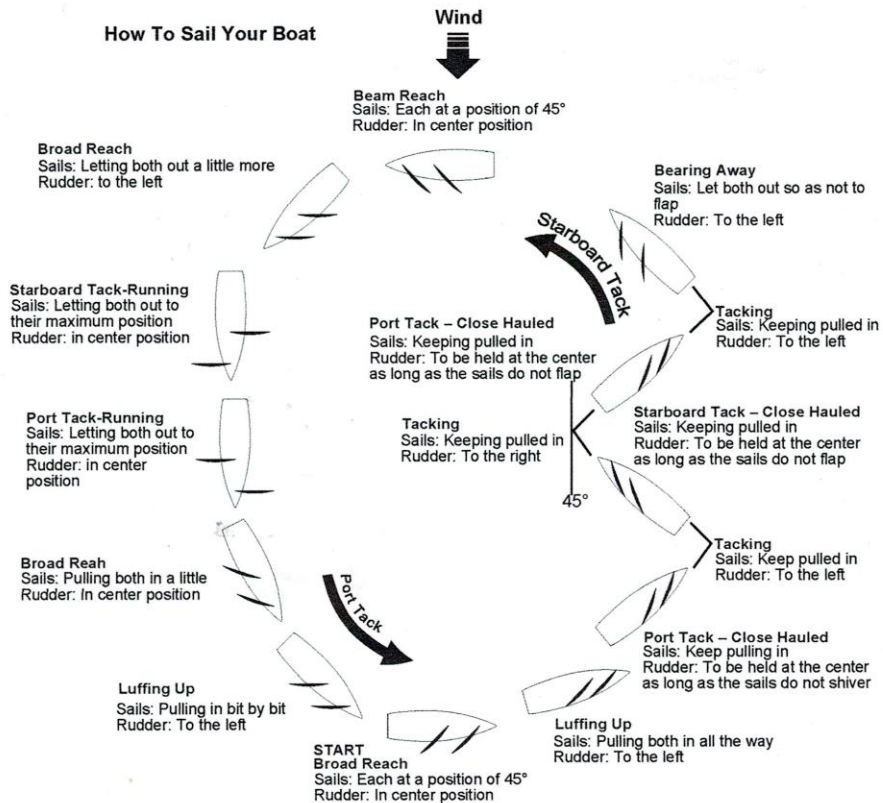 How To Sail Your Boat
Wind
Beam Reach
Sails: Each at a position of 45°
Rudder: In center position
Broad Reach
Sails: Letting both out a little more
Rudder: to the left
Bearing Away
Sails: Let both out so as not to
flap
Rudder: To the left
Starboard Tack
Starboard Tack-Running
Sails: Letting both out to
their maximum position
Rudder: in center position
Tacking
Sails: Keeping pulled in
Rudder: To the left
Port Tack – Close Hauled
Sails: Keeping pulled in
Rudder: To be held at the center
as long as the sails do not flap
Port Tack-Running
Sails: Letting both out to
their maximum position
Rudder: in center
position
Tacking
Sails: Keeping pulled in
Rudder: To the right
45°
Starboard Tack – Close Hauled
Sails: Keeping pulled in
Rudder: To be held at the center
as long as the sails do not flap
Tacking
Sails: Keep pulled in
Rudder: To the left
Broad Reah
Sails: Pulling both in a little
Rudder: In center position
Port Tack
Port Tack – Close Hauled
Sails: Keep pulling in
Rudder: To be held at the center
as long as the sails do not shiver
Luffing Up
Sails: Pulling in bit by bit
Rudder: To the left
Luffing Up
Sails: Pulling both in all the way
Rudder: To the left
START
Broad Reach
Sails: Each at a position of 45°
Rudder: In center position